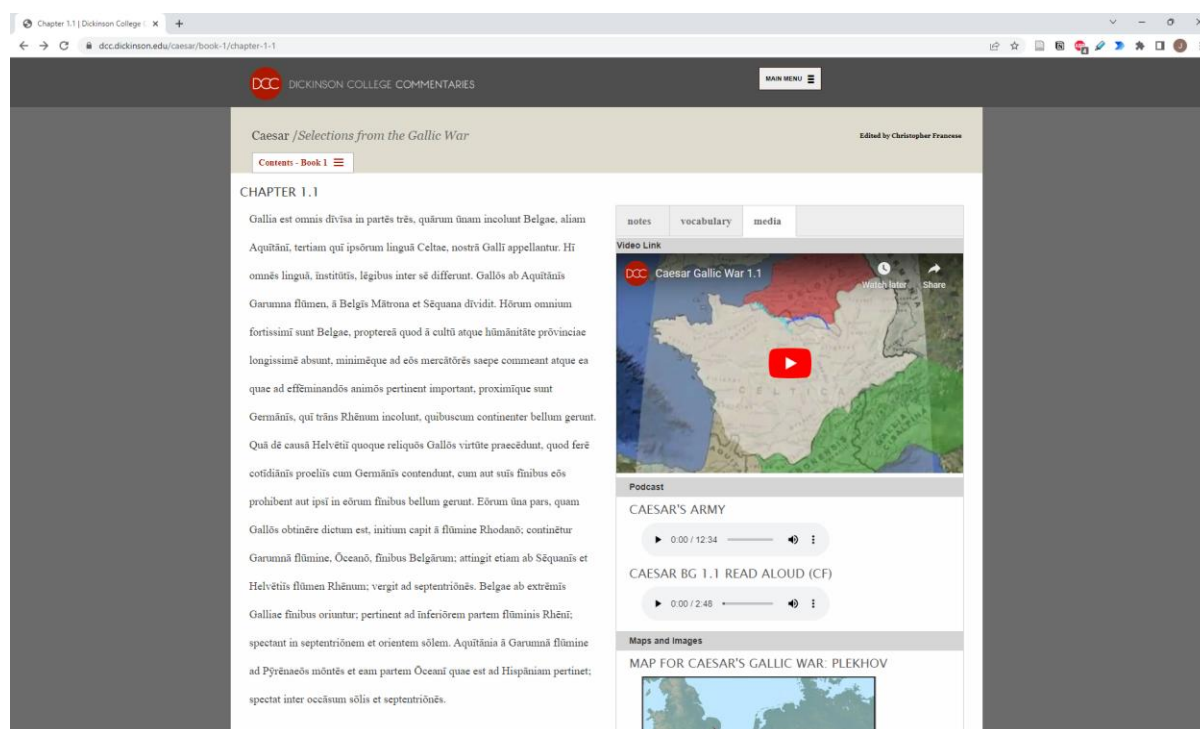 Chapter 1.1 | Dickinson College
dcc.dickinson.edu/caesar/book-1/chapter-1-1
DCC DICKINSON COLLEGE COMMENTARIES
MAIN MENU
Caesar /Selections from the Gallic War
Edited by Christopher Francese
Contents - Book 1
CHAPTER 1.1
Gallia est omnis dīvīsa in partēs trēs, quārum ūnam incolunt Belgae, aliam
Aquītānī, tertiam quī ipsōrum linguā Celtae, nostrā Gallī appellantur. Hī
omnēs linguā, īnstitūtīs, lēgibus inter sē differunt. Gallōs ab Aquītānīs
Garumna flūmen, ā Belgīs Mātrona et Sēquana dīvidit. Hōrum omnium
fortissimī sunt Belgae, proptereā quod ā cultū atque hūmānitāte prōvinciae
longissimē absunt, minimēque ad eōs mercātōrēs saepe commeant atque ea
quae ad effēminandōs animōs pertinent important, proximīque sunt
Germānīs, quī trāns Rhēnum incolunt, quibuscum continenter bellum gerunt.
Quā dē causā Helvētiī quoque reliquōs Gallōs virtūte praecēdunt, quod ferē
cotīdiānīs proeliīs cum Germānīs contendunt, cum aut suīs fīnibus eōs
prohibent aut ipsī in eōrum fīnibus bellum gerunt. Eōrum ūna pars, quam
Gallōs obtinēre dictum est, initium capit ā flūmine Rhodanō; continētur
Garumnā flūmine, Ōceanō, fīnibus Belgārum; attingit etiam ab Sēquanīs et
Helvētiīs flūmen Rhēnum; vergit ad septentriōnēs. Belgae ab extrēmīs
Galliae fīnibus oriuntur; pertinent ad īnferiōrem partem flūminis Rhēnī;
spectant in septentriōnem et orientem sōlem. Aquītānia ā Garumnā flūmine
ad Pȳrēnaeōs mōntēs et eam partem Ōceanī quae est ad Hispāniam pertinet;
spectat inter occāsum sōlis et septentriōnēs.
notes vocabulary media
Video Link
DCC Caesar Gallic War 1.1
Watch later Share
CELTICA
Podcast
CAESAR'S ARMY
0:00 / 12:34
CAESAR BG 1.1 READ ALOUD (CF)
0:00 / 2:48
Maps and Images
MAP FOR CAESAR'S GALLIC WAR: PLEKHOV